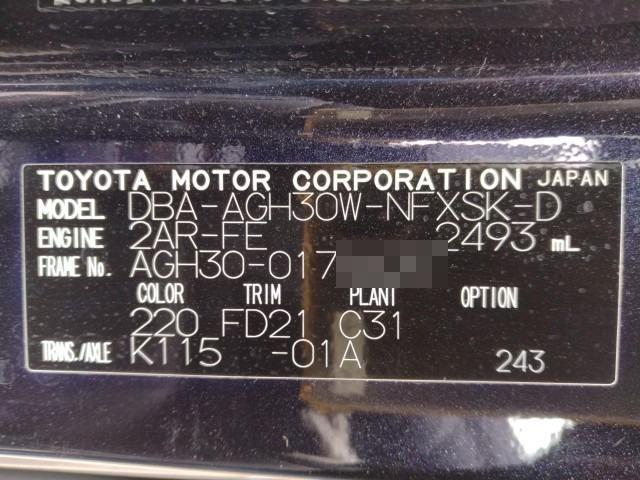 TOYOTA MOTOR CORPORATION JAPAN
MODEL DBA-AGH30W-NFXSK-D
ENGINE 2AR-FE 2493 mL
FRAME No. AGH30-017
COLOR TRIM PLANT OPTION
220 FD21 C31
TRANS./AXLE K115 -01A 243